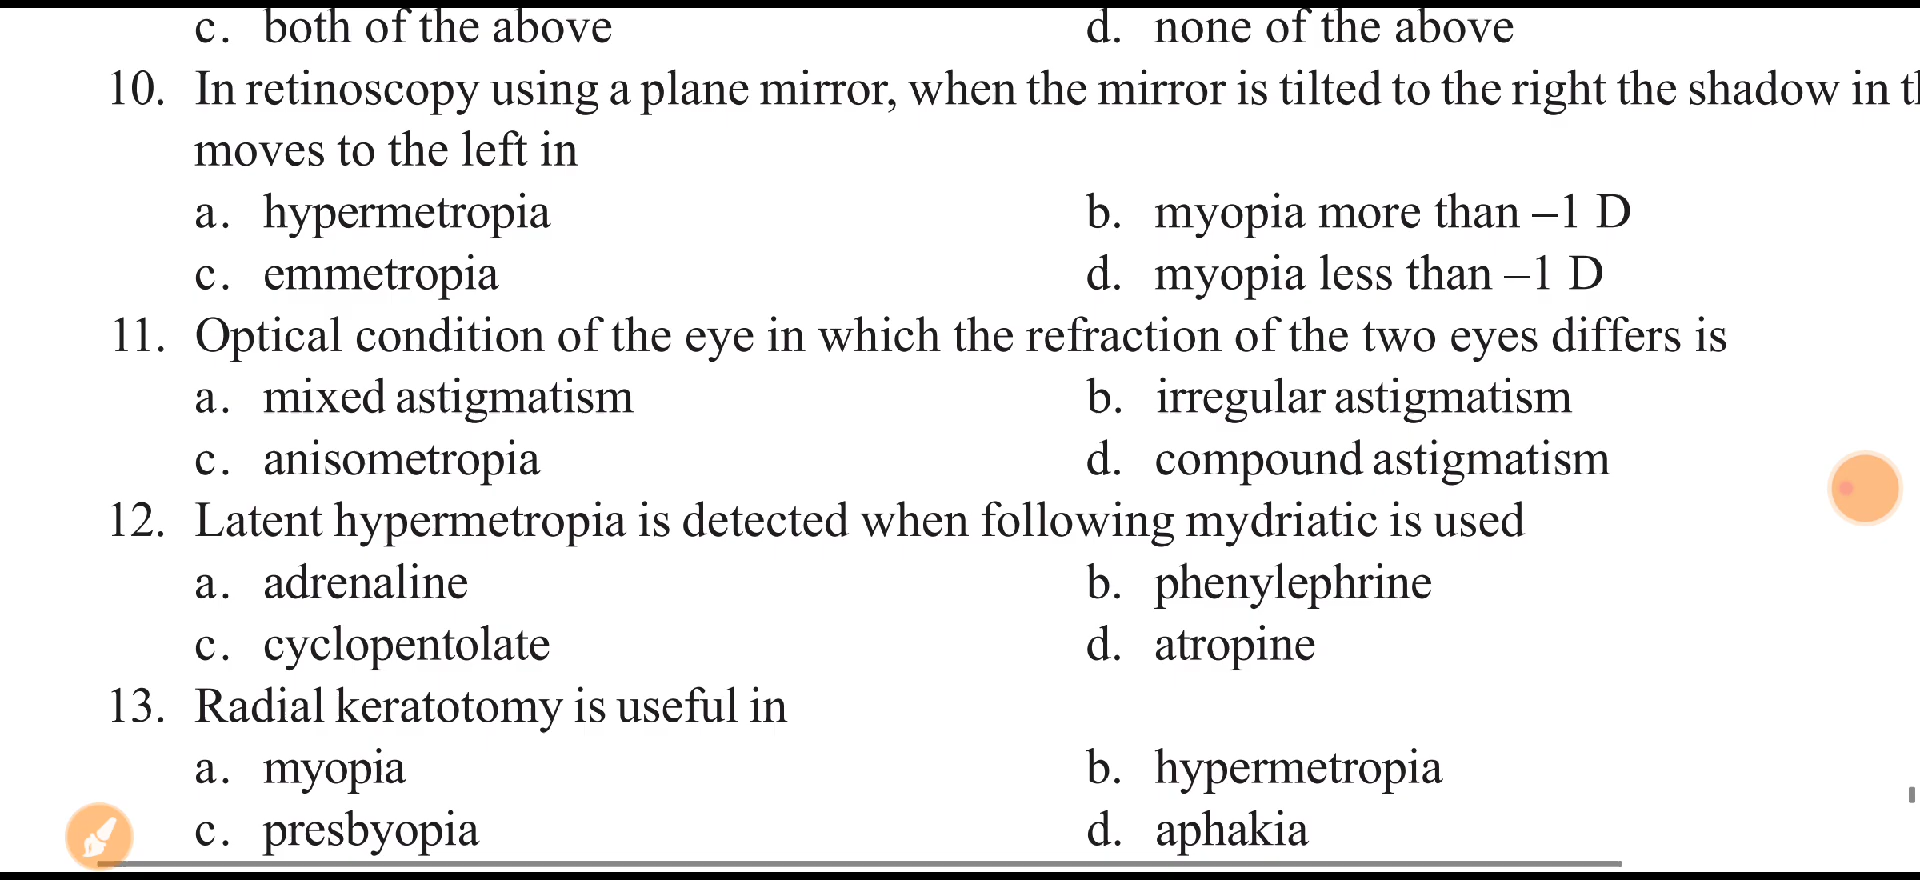 c. both of the above d. none of the above
10. In retinoscopy using a plane mirror, when the mirror is tilted to the right the shadow in
moves to the left in
a. hypermetropia b. myopia more than –1 D
c. emmetropia d. myopia less than –1 D
11. Optical condition of the eye in which the refraction of the two eyes differs is
a. mixed astigmatism b. irregular astigmatism
c. anisometropia d. compound astigmatism
12. Latent hypermetropia is detected when following mydriatic is used
a. adrenaline b. phenylephrine
c. cyclopentolate d. atropine
13. Radial keratotomy is useful in
a. myopia b. hypermetropia
c. presbyopia d. aphakia